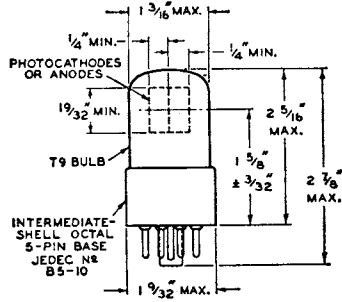 1 3/16" MAX.
1/4" MIN.
1/4" MIN.
PHOTOCATHODES
OR ANODES
19/32" MIN.
2 5/16"
MAX.
T9 BULB
1 5/8"
± 3/32"
2 7/8"
MAX.
INTERMEDIATE-
SHELL OCTAL
5-PIN BASE
JEDEC Nº
B5-10
1 9/32" MAX.